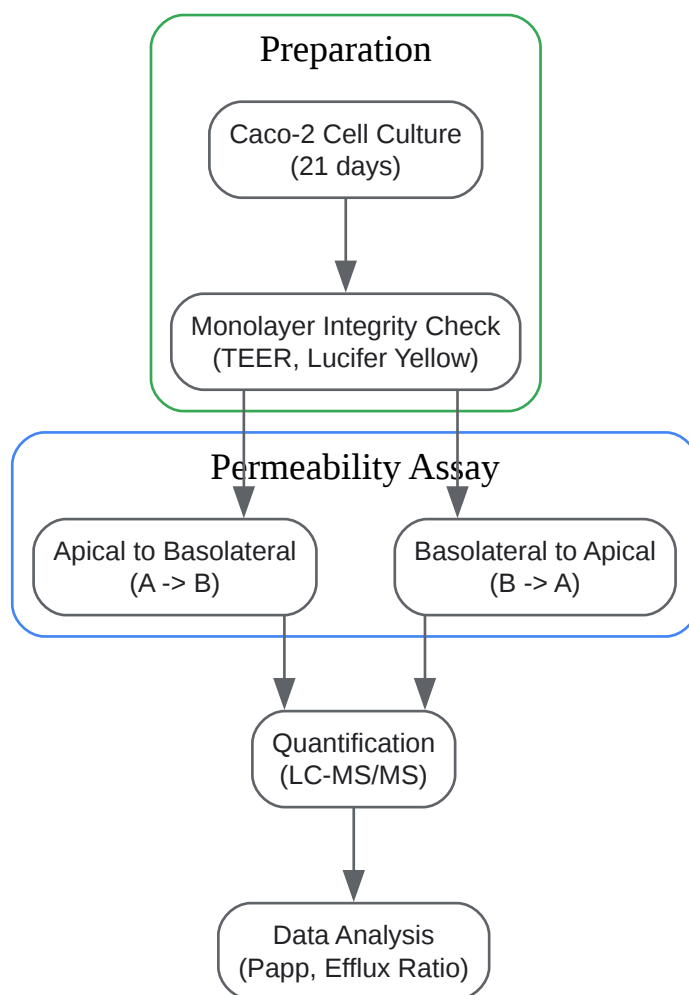 Preparation
Caco-2 Cell Culture
(21 days)
Monolayer Integrity Check
(TEER, Lucifer Yellow)
Permeability Assay
Apical to Basolateral
(A -> B)
Basolateral to Apical
(B -> A)
Quantification
(LC-MS/MS)
Data Analysis
(Papp, Efflux Ratio)